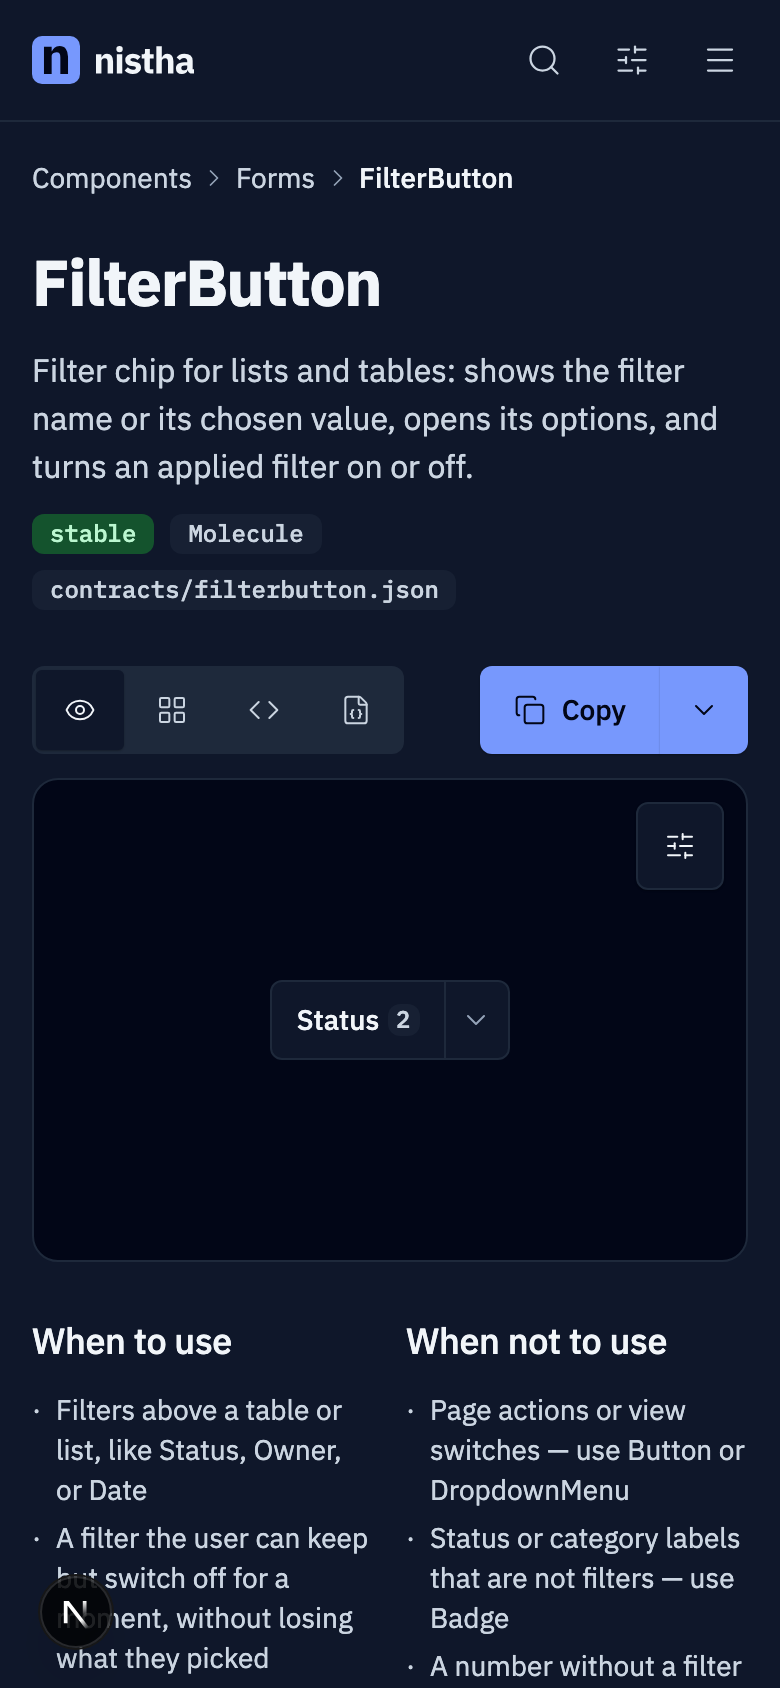 n nistha
Components > Forms > FilterButton
FilterButton
Filter chip for lists and tables: shows the filter
name or its chosen value, opens its options, and
turns an applied filter on or off.
stable Molecule
contracts/filterbutton.json
Copy
Status 2
When to use
· Filters above a table or
list, like Status, Owner,
or Date
· A filter the user can keep
but switch off for a
moment, without losing
what they picked
N
When not to use
· Page actions or view
switches — use Button or
DropdownMenu
· Status or category labels
that are not filters — use
Badge
· A number without a filter